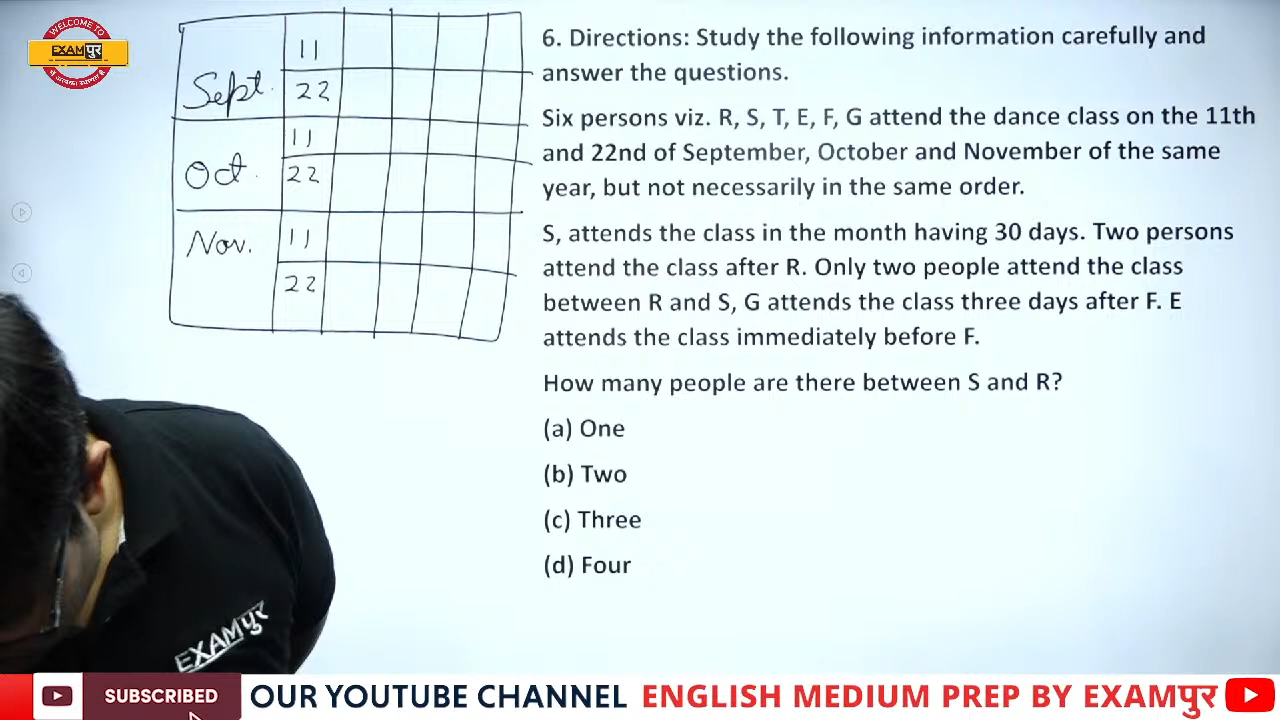 WELCOME TO
EXAMपुर
Sept.
11
22
Oct.
11
22
Nov.
11
22
6. Directions: Study the following information carefully and
answer the questions.
Six persons viz. R, S, T, E, F, G attend the dance class on the 11th
and 22nd of September, October and November of the same
year, but not necessarily in the same order.
S, attends the class in the month having 30 days. Two persons
attend the class after R. Only two people attend the class
between R and S, G attends the class three days after F. E
attends the class immediately before F.
How many people are there between S and R?
(a) One
(b) Two
(c) Three
(d) Four
EXAMपुर
SUBSCRIBED
OUR YOUTUBE CHANNEL ENGLISH MEDIUM PREP BY EXAMपुर